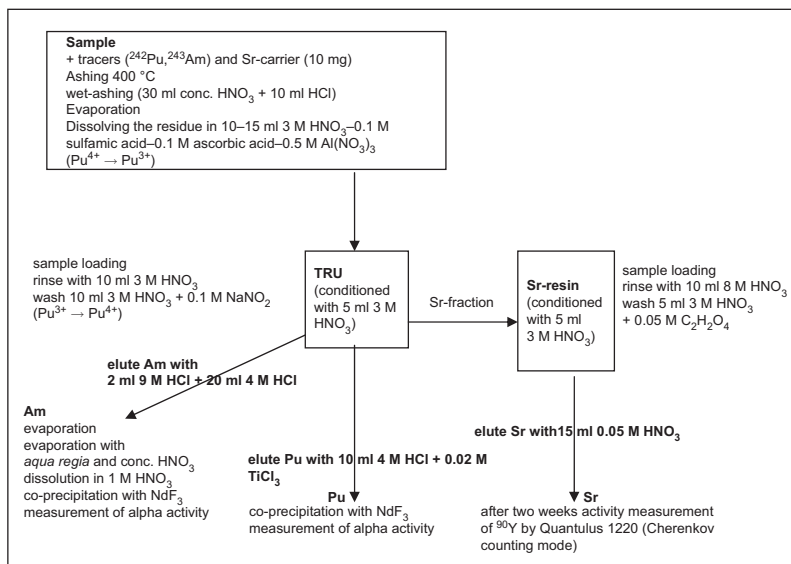 Sample
+ tracers (²⁴²Pu,²⁴³Am) and Sr-carrier (10 mg)
Ashing 400 °C
wet-ashing (30 ml conc. HNO₃ + 10 ml HCl)
Evaporation
Dissolving the residue in 10–15 ml 3 M HNO₃–0.1 M
sulfamic acid–0.1 M ascorbic acid–0.5 M Al(NO₃)₃
(Pu⁴⁺ → Pu³⁺)
sample loading
rinse with 10 ml 3 M HNO₃
wash 10 ml 3 M HNO₃ + 0.1 M NaNO₂
(Pu³⁺ → Pu⁴⁺)
TRU
(conditioned
with 5 ml 3 M
HNO₃)
Sr-fraction
Sr-resin
(conditioned
with 5 ml
3 M HNO₃)
sample loading
rinse with 10 ml 8 M HNO₃
wash 5 ml 3 M HNO₃
+ 0.05 M C₂H₂O₄
elute Am with
2 ml 9 M HCl + 20 ml 4 M HCl
Am
evaporation
evaporation with
aqua regia and conc. HNO₃
dissolution in 1 M HNO₃
co-precipitation with NdF₃
measurement of alpha activity
elute Pu with 10 ml 4 M HCl + 0.02 M
TiCl₃
Pu
co-precipitation with NdF₃
measurement of alpha activity
elute Sr with15 ml 0.05 M HNO₃
Sr
after two weeks activity measurement
of ⁹⁰Y by Quantulus 1220 (Cherenkov
counting mode)